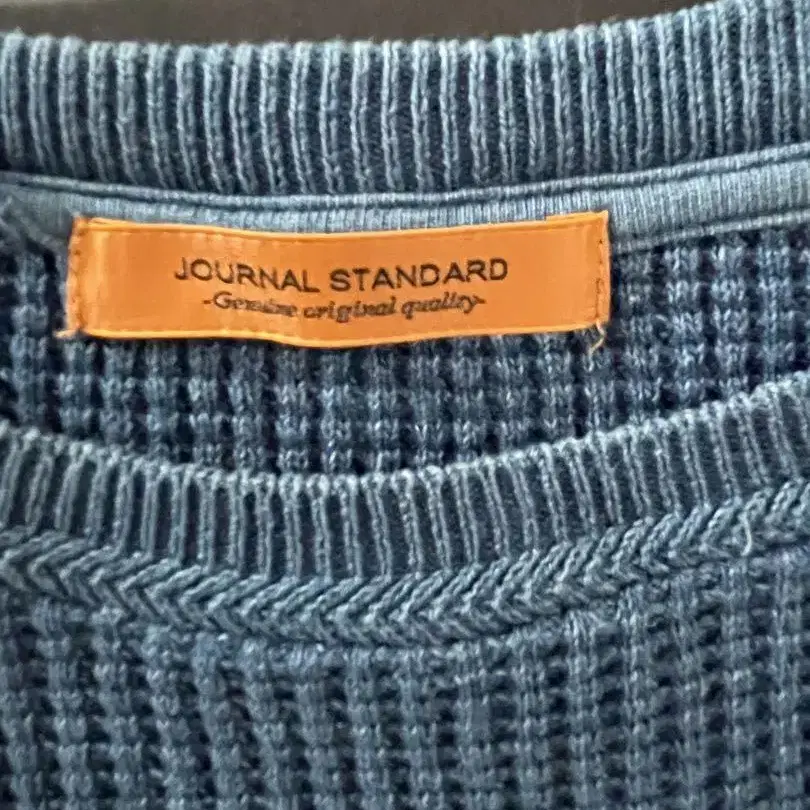 JOURNAL STANDARD
-Genuine original quality-